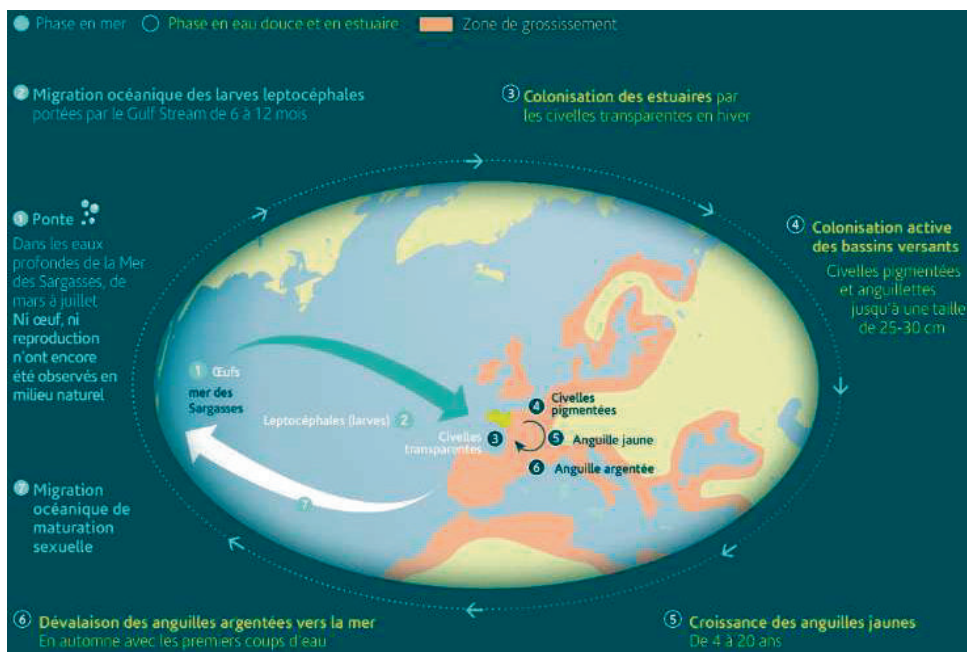 Phase en mer Phase en eau douce et en estuaire Zone de grossissement
2 Migration océanique des larves leptocéphales
portées par le Gulf Stream de 6 à 12 mois
3 Colonisation des estuaires par
les civelles transparentes en hiver
1 Ponte
Dans les eaux
profondes de la Mer
des Sargasses, de
mars à juillet
Ni œuf, ni
reproduction
n'ont encore
été observés en
milieu naturel
4 Colonisation active
des bassins versants
Civelles pigmentées
et anguillettes
jusqu'à une taille
de 25-30 cm
1 Œufs
mer des
Sargasses
Leptocéphales (larves) 2
Civelles
transparentes 3
4 Civelles
pigmentées
5 Anguille jaune
6 Anguille argentée
7
7 Migration
océanique de
maturation
sexuelle
6 Dévalaison des anguilles argentées vers la mer
En automne avec les premiers coups d'eau
5 Croissance des anguilles jaunes
De 4 à 20 ans